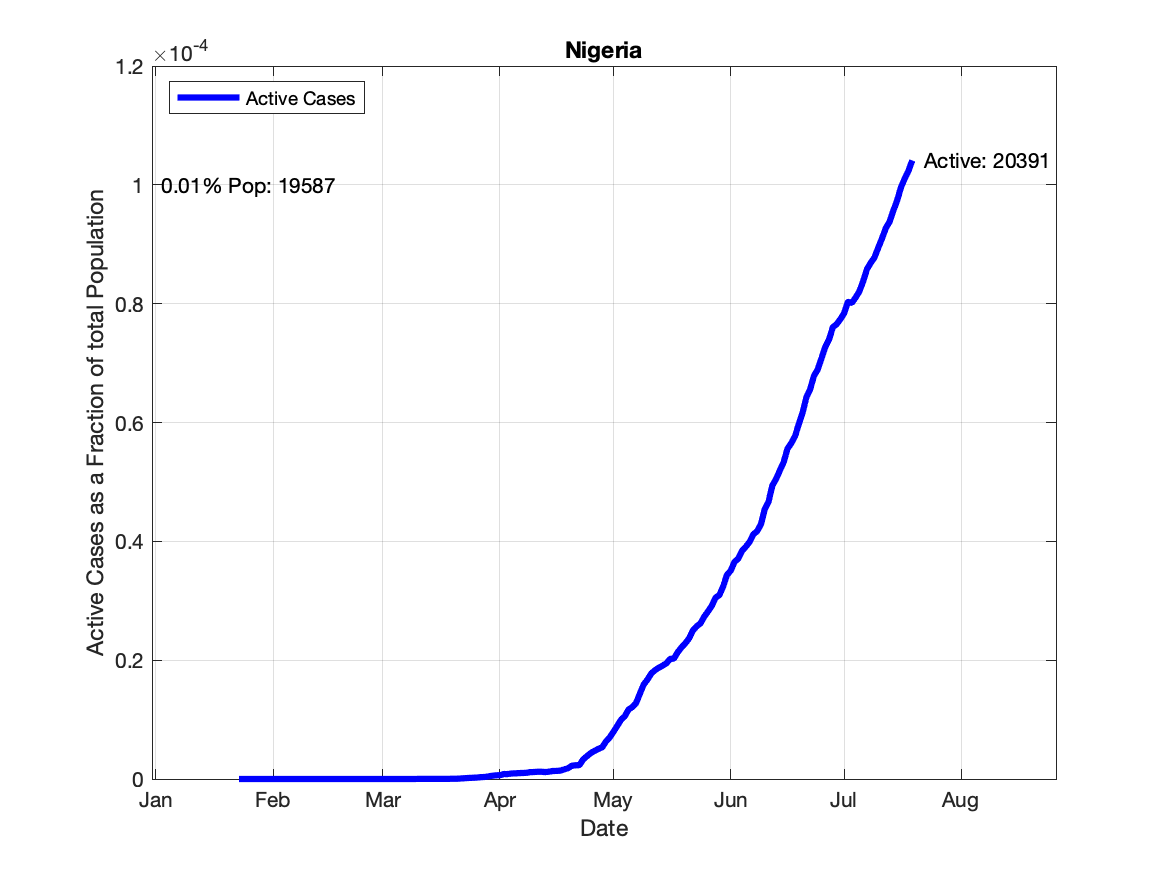 Nigeria
×10-4
1.2
1
0.8
0.6
0.4
0.2
0
Active Cases
0.01% Pop: 19587
Active: 20391
Active Cases as a Fraction of total Population
Jan Feb Mar Apr May Jun Jul Aug
Date